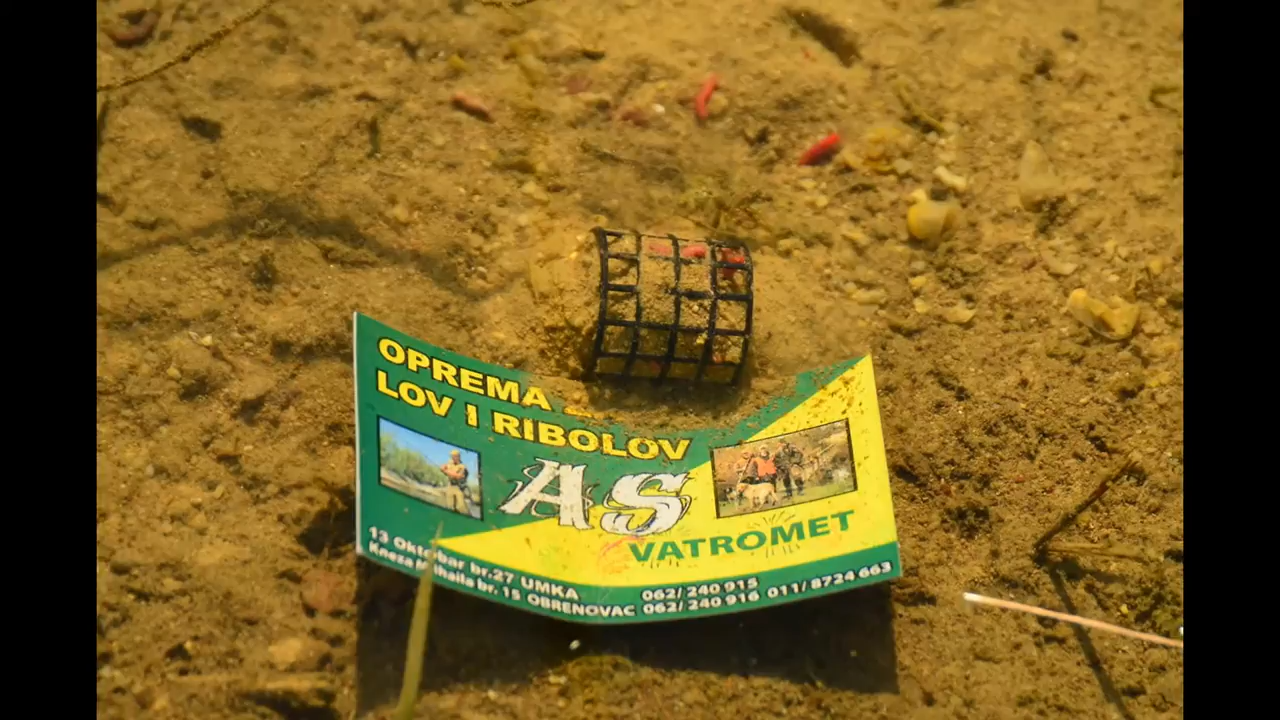 OPREMA
LOV I RIBOLOV
AS
VATROMET
13 Oktobar br.27 UMKA
Kneza Mihaila br. 15 OBRENOVAC
062/ 240 915
062/ 240 916 011/ 8724 663